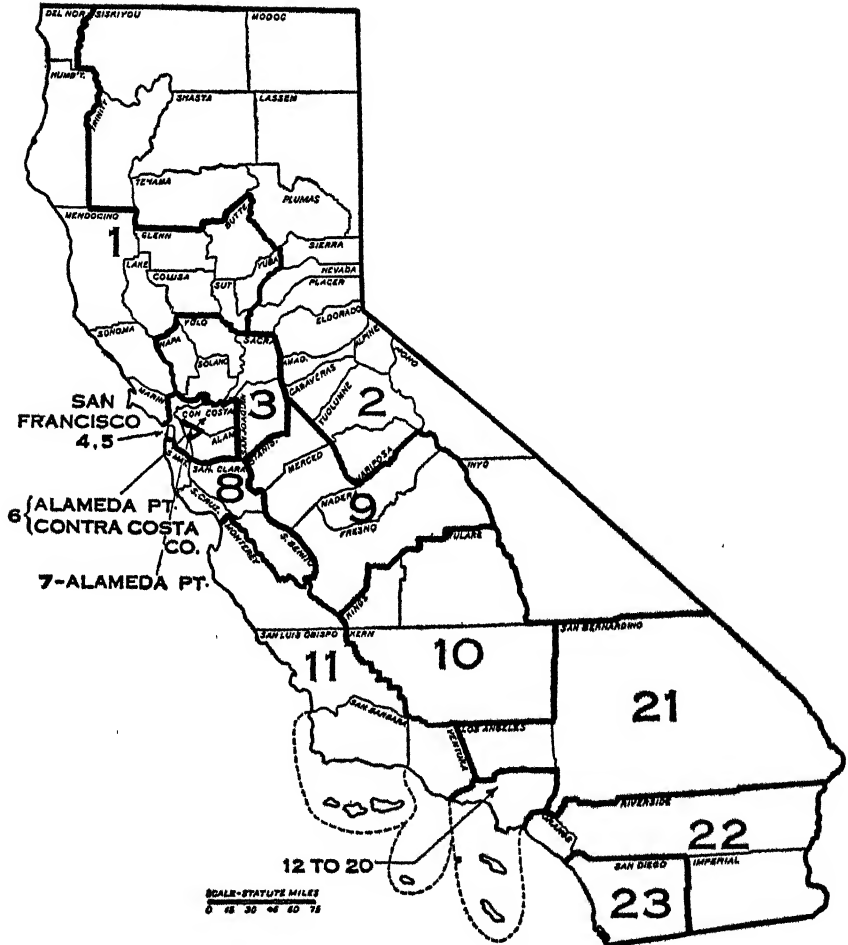 DEL NOR. SISKIYOU
MODOC
HUMB'T.
TRINITY
SHASTA
LASSEN
TEHAMA
PLUMAS
MENDOCINO
BUTTE
1
GLENN
SIERRA
LAKE
YUBA
NEVADA
COLUSA
SUT
PLACER
ELDORADO
YOLO
SONOMA
NAPA
SACRA
ALPINE
MONO
SOLANO
AMAD.
CALAVERAS
MARIN
SAN
FRANCISCO
4,5
CON COSTA
3
TUOLUMNE
2
ALAM
SAN JOAQUIN
STANIS.
S. MAT.
SAN. CLARA
MERCED
MARIPOSA
INYO
8
S. CRUZ
MADERA
9
FRESNO
6{ALAMEDA PT.
CONTRA COSTA
CO.
MONTEREY
S. BENITO
TULARE
7-ALAMEDA PT.
KINGS
SAN LUIS OBISPO
KERN
SAN BERNARDINO
11
10
21
SAN BARBARA
VENTURA
LOS ANGELES
RIVERSIDE
ORANGE
22
12 TO 20
SAN DIEGO
IMPERIAL
23
SCALE-STATUTE MILES
0 15 30 45 60 75